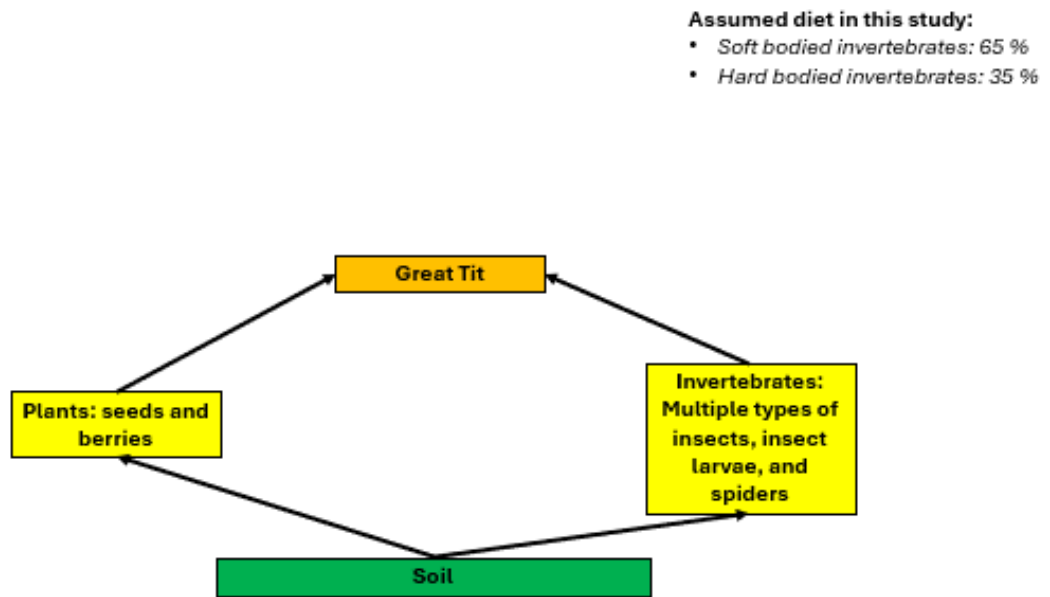 Assumed diet in this study:
• Soft bodied invertebrates: 65 %
• Hard bodied invertebrates: 35 %
Great Tit
Plants: seeds and
berries
Invertebrates:
Multiple types of
insects, insect
larvae, and
spiders
Soil